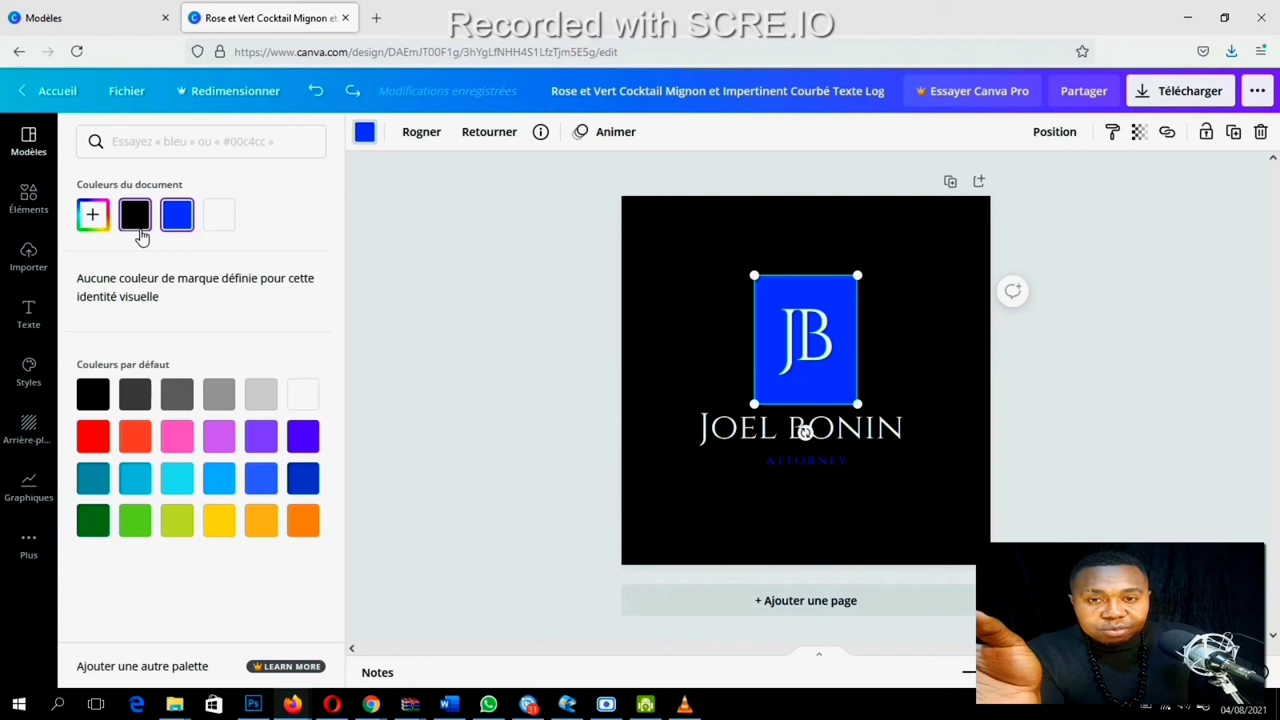 Recorded with SCRE.IO
Modèles
Rose et Vert Cocktail Mignon et
https://www.canva.com/design/DAEmJT00F1g/3hYgLfNHH4S1LfzTjmSE5g/edit
Accueil
Fichier
Redimensionner
Modifications enregistrées
Rose et Vert Cocktail Mignon et Impertinent Courbé Texte Log
Essayer Canva Pro
Partager
Télécharger
Modèles
Éléments
Importer
Texte
Styles
Arrière-pl...
Graphiques
Plus
Essayez « bleu » ou « #00c4cc »
Couleurs du document
Aucune couleur de marque définie pour cette
identité visuelle
Couleurs par défaut
Ajouter une autre palette
LEARN MORE
Rogner
Retourner
Animer
Position
JB
JOEL BONIN
ATTORNEY
+ Ajouter une page
Notes
04/08/2021